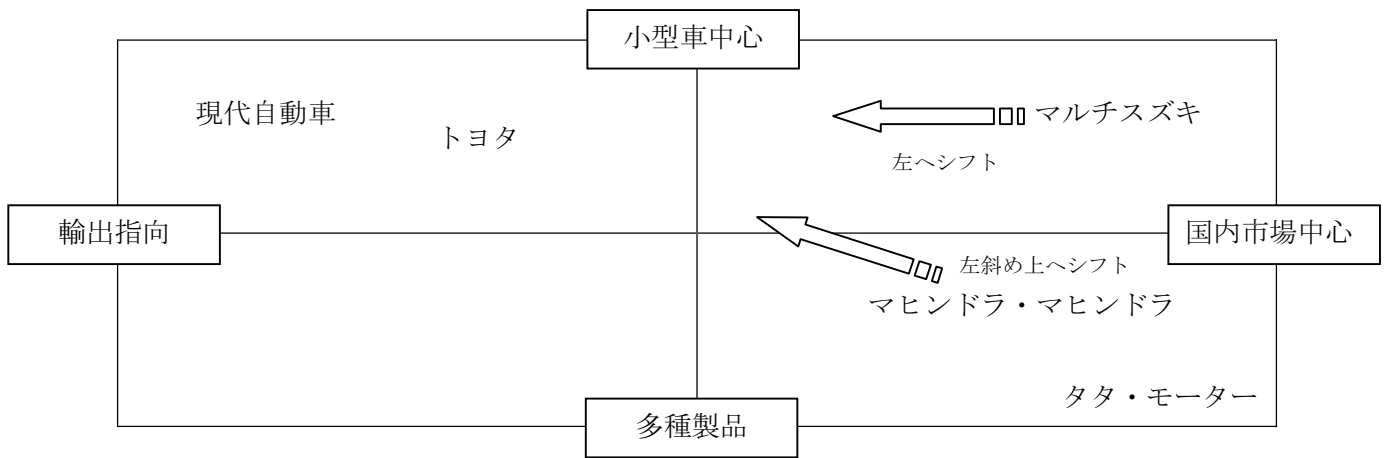 小型車中心
現代自動車
トヨタ
マルチスズキ
左へシフト
輸出指向
国内市場中心
左斜め上へシフト
マヒンドラ・マヒンドラ
タタ・モーター
多種製品